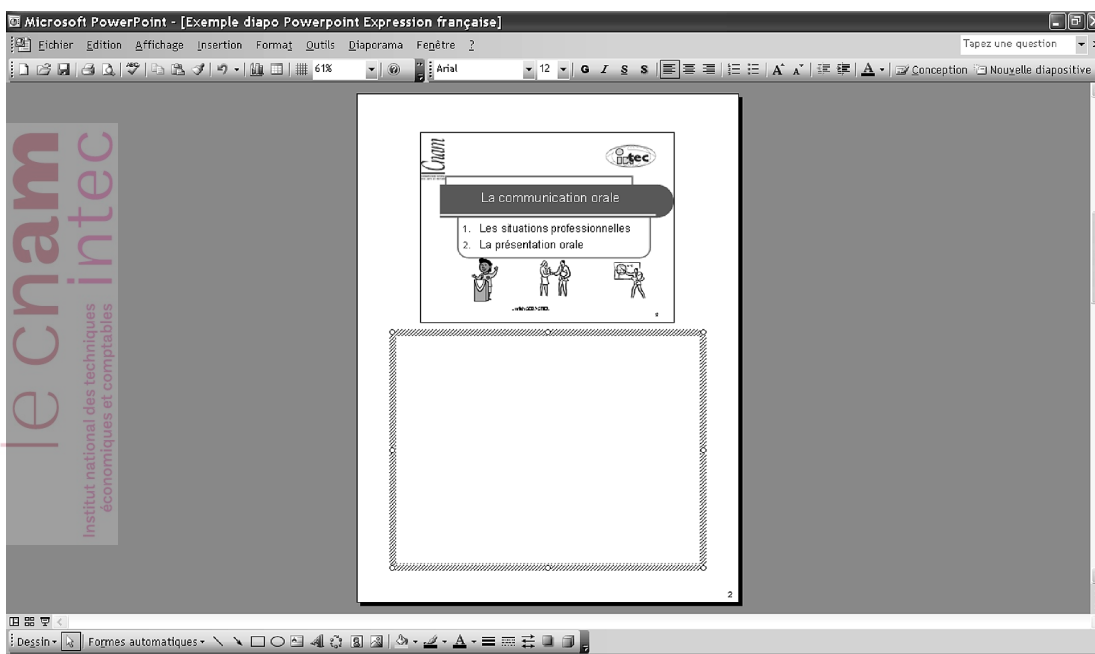 Microsoft PowerPoint - [Exemple diapo Powerpoint Expression française]
Fichier Edition Affichage Insertion Format Outils Diaporama Fenêtre ? Tapez une question
61% Arial 12 G I S S Conception Nouvelle diapositive
le cnam
intec
Institut national des techniques
économiques et comptables
Cnam
intec
La communication orale
1. Les situations professionnelles
2. La présentation orale
2
Dessin Formes automatiques